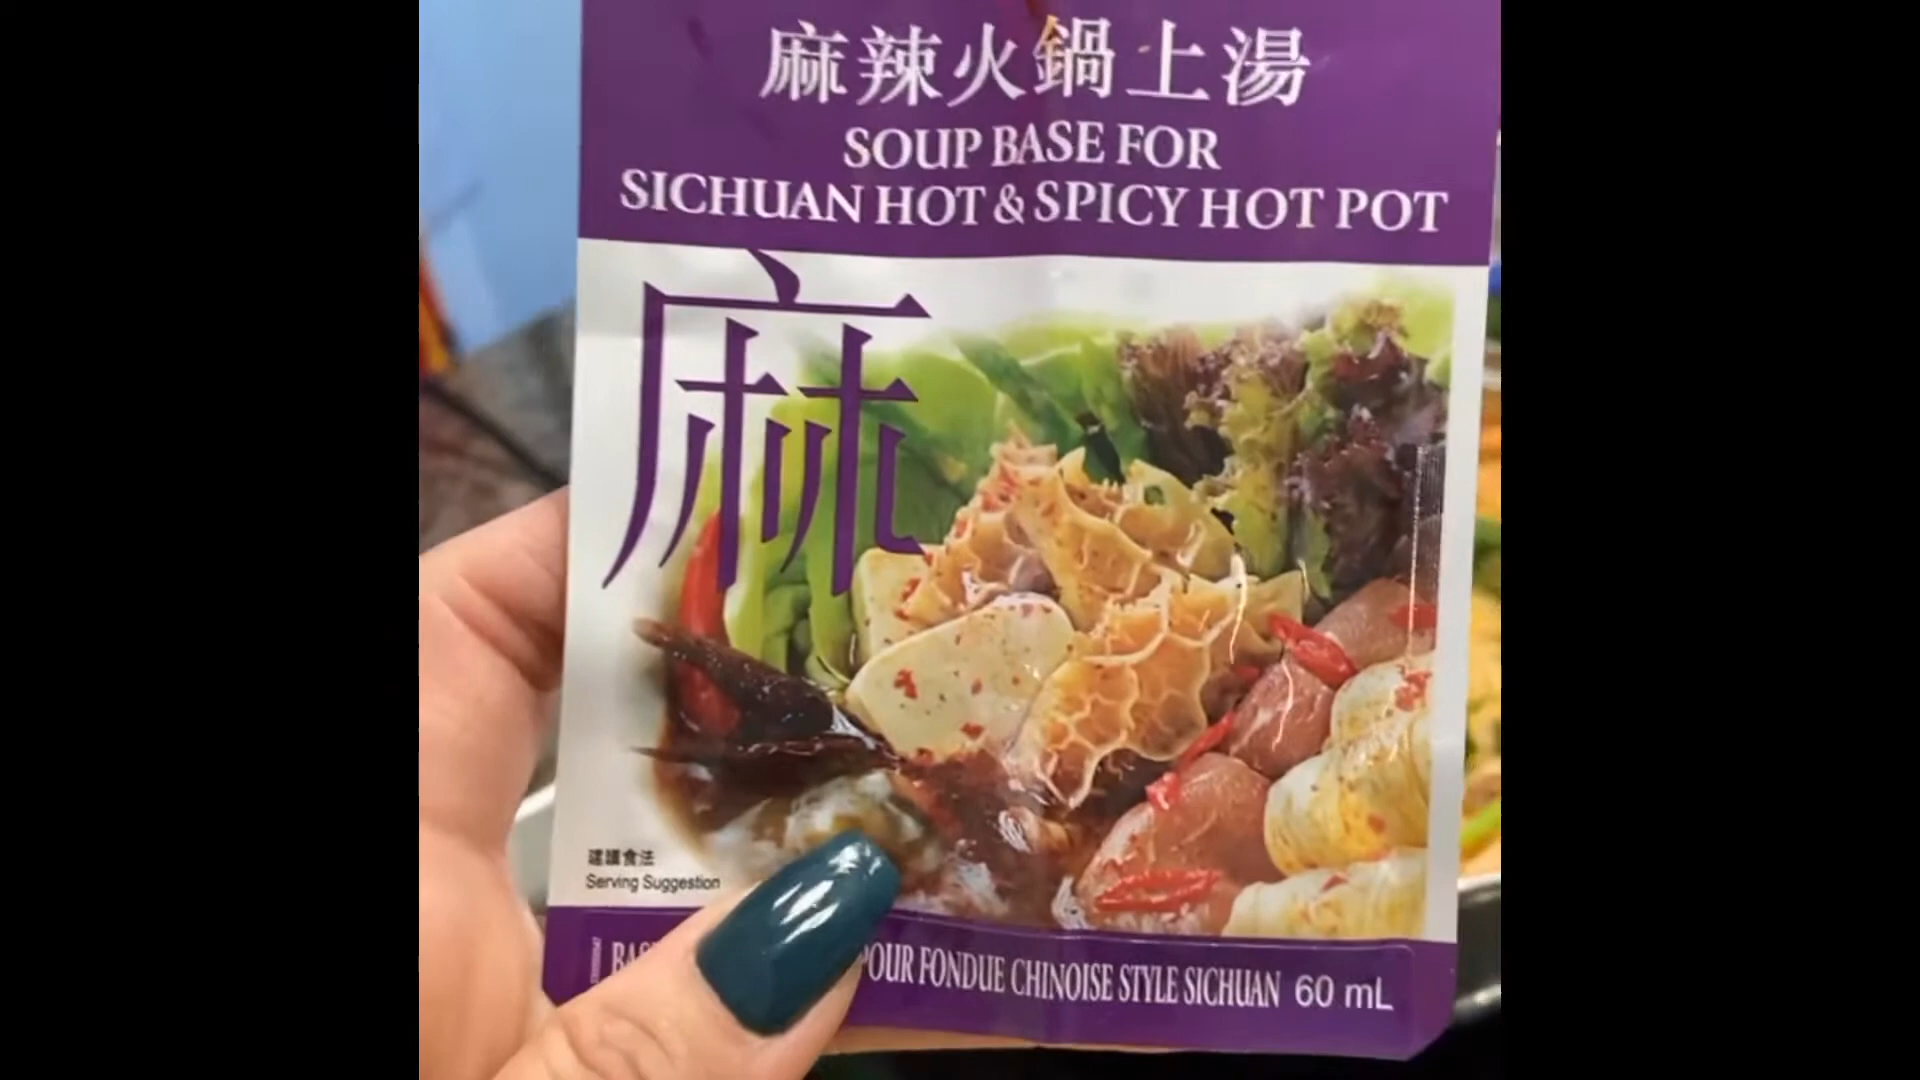 麻辣火鍋上湯
SOUP BASE FOR
SICHUAN HOT & SPICY HOT POT
麻
建議食法
Serving Suggestion
POUR FONDUE CHINOISE STYLE SICHUAN 60 mL